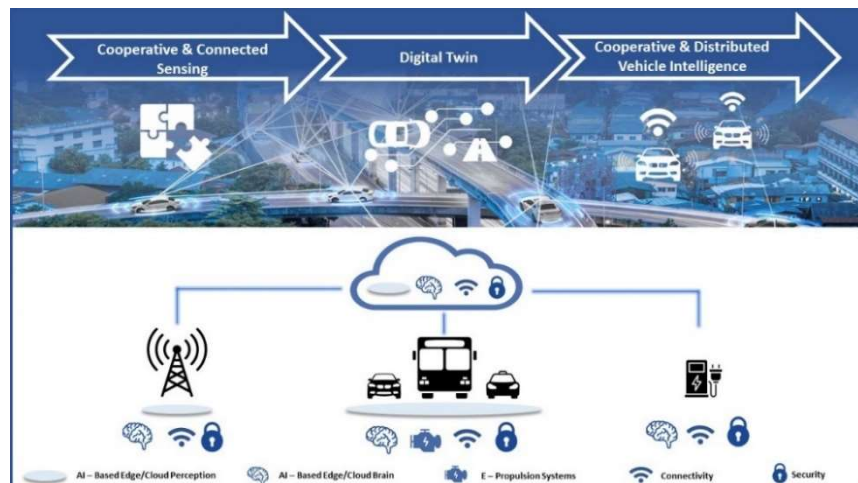 Cooperative & Connected
Sensing
Digital Twin
Cooperative & Distributed
Vehicle Intelligence
AI – Based Edge/Cloud Perception
AI – Based Edge/Cloud Brain
E – Propulsion Systems
Connectivity
Security